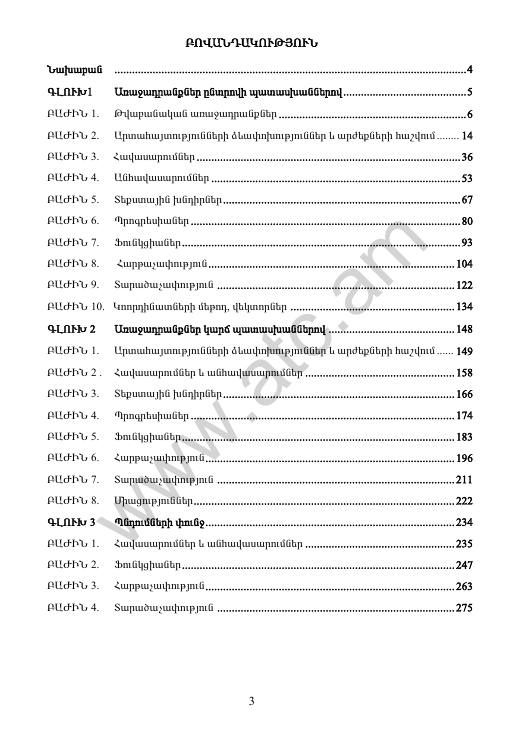 ԲՈՎԱՆԴԱԿՈՒԹՅՈՒՆ
Նախաբան ........ 4
ԳԼՈՒԽ1 Առաջադրանքներ ընտրովի պատասխաններով ........ 5
ԲԱԺԻՆ 1. Թվաբանական առաջադրանքներ ........ 6
ԲԱԺԻՆ 2. Արտահայտությունների ձևափոխություններ և արժեքների հաշվում ........ 14
ԲԱԺԻՆ 3. Հավասարումներ ........ 36
ԲԱԺԻՆ 4. Անհավասարումներ ........ 53
ԲԱԺԻՆ 5. Տեքստային խնդիրներ ........ 67
ԲԱԺԻՆ 6. Պրոգրեսիաներ ........ 80
ԲԱԺԻՆ 7. Ֆունկցիաներ ........ 93
ԲԱԺԻՆ 8. Հարթաչափություն ........ 104
ԲԱԺԻՆ 9. Տարածաչափություն ........ 122
ԲԱԺԻՆ 10. Կոորդինատների մեթոդ, վեկտորներ ........ 134
ԳԼՈՒԽ 2 Առաջադրանքներ կարճ պատասխաններով ........ 148
ԲԱԺԻՆ 1. Արտահայտությունների ձևափոխություններ և արժեքների հաշվում ...... 149
ԲԱԺԻՆ 2 . Հավասարումներ և անհավասարումներ ........ 158
ԲԱԺԻՆ 3. Տեքստային խնդիրներ ........ 166
ԲԱԺԻՆ 4. Պրոգրեսիաներ ........ 174
ԲԱԺԻՆ 5. Ֆունկցիաներ ........ 183
ԲԱԺԻՆ 6. Հարթաչափություն ........ 196
ԲԱԺԻՆ 7. Տարածաչափություն ........ 211
ԲԱԺԻՆ 8. Միացություններ ........ 222
ԳԼՈՒԽ 3 Պնդումների փունջ ........ 234
ԲԱԺԻՆ 1. Հավասարումներ և անհավասարումներ ........ 235
ԲԱԺԻՆ 2. Ֆունկցիաներ ........ 247
ԲԱԺԻՆ 3. Հարթաչափություն ........ 263
ԲԱԺԻՆ 4. Տարածաչափություն ........ 275
www.atc.am
3